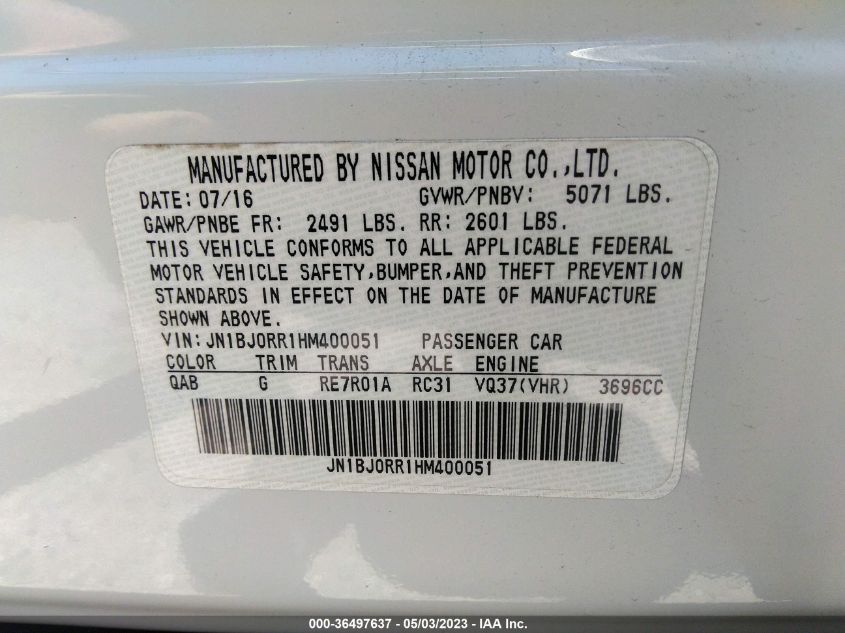 MANUFACTURED BY NISSAN MOTOR CO.,LTD.
DATE: 07/16 GVWR/PNBV: 5071 LBS.
GAWR/PNBE FR: 2491 LBS. RR: 2601 LBS.
THIS VEHICLE CONFORMS TO ALL APPLICABLE FEDERAL
MOTOR VEHICLE SAFETY,BUMPER,AND THEFT PREVENTION
STANDARDS IN EFFECT ON THE DATE OF MANUFACTURE
SHOWN ABOVE.
VIN: JN1BJ0RR1HM400051 PASSENGER CAR
COLOR TRIM TRANS AXLE ENGINE
QAB G RE7R01A RC31 VQ37(VHR) 3696CC
JN1BJ0RR1HM400051
000-36497637 - 05/03/2023 - IAA Inc.